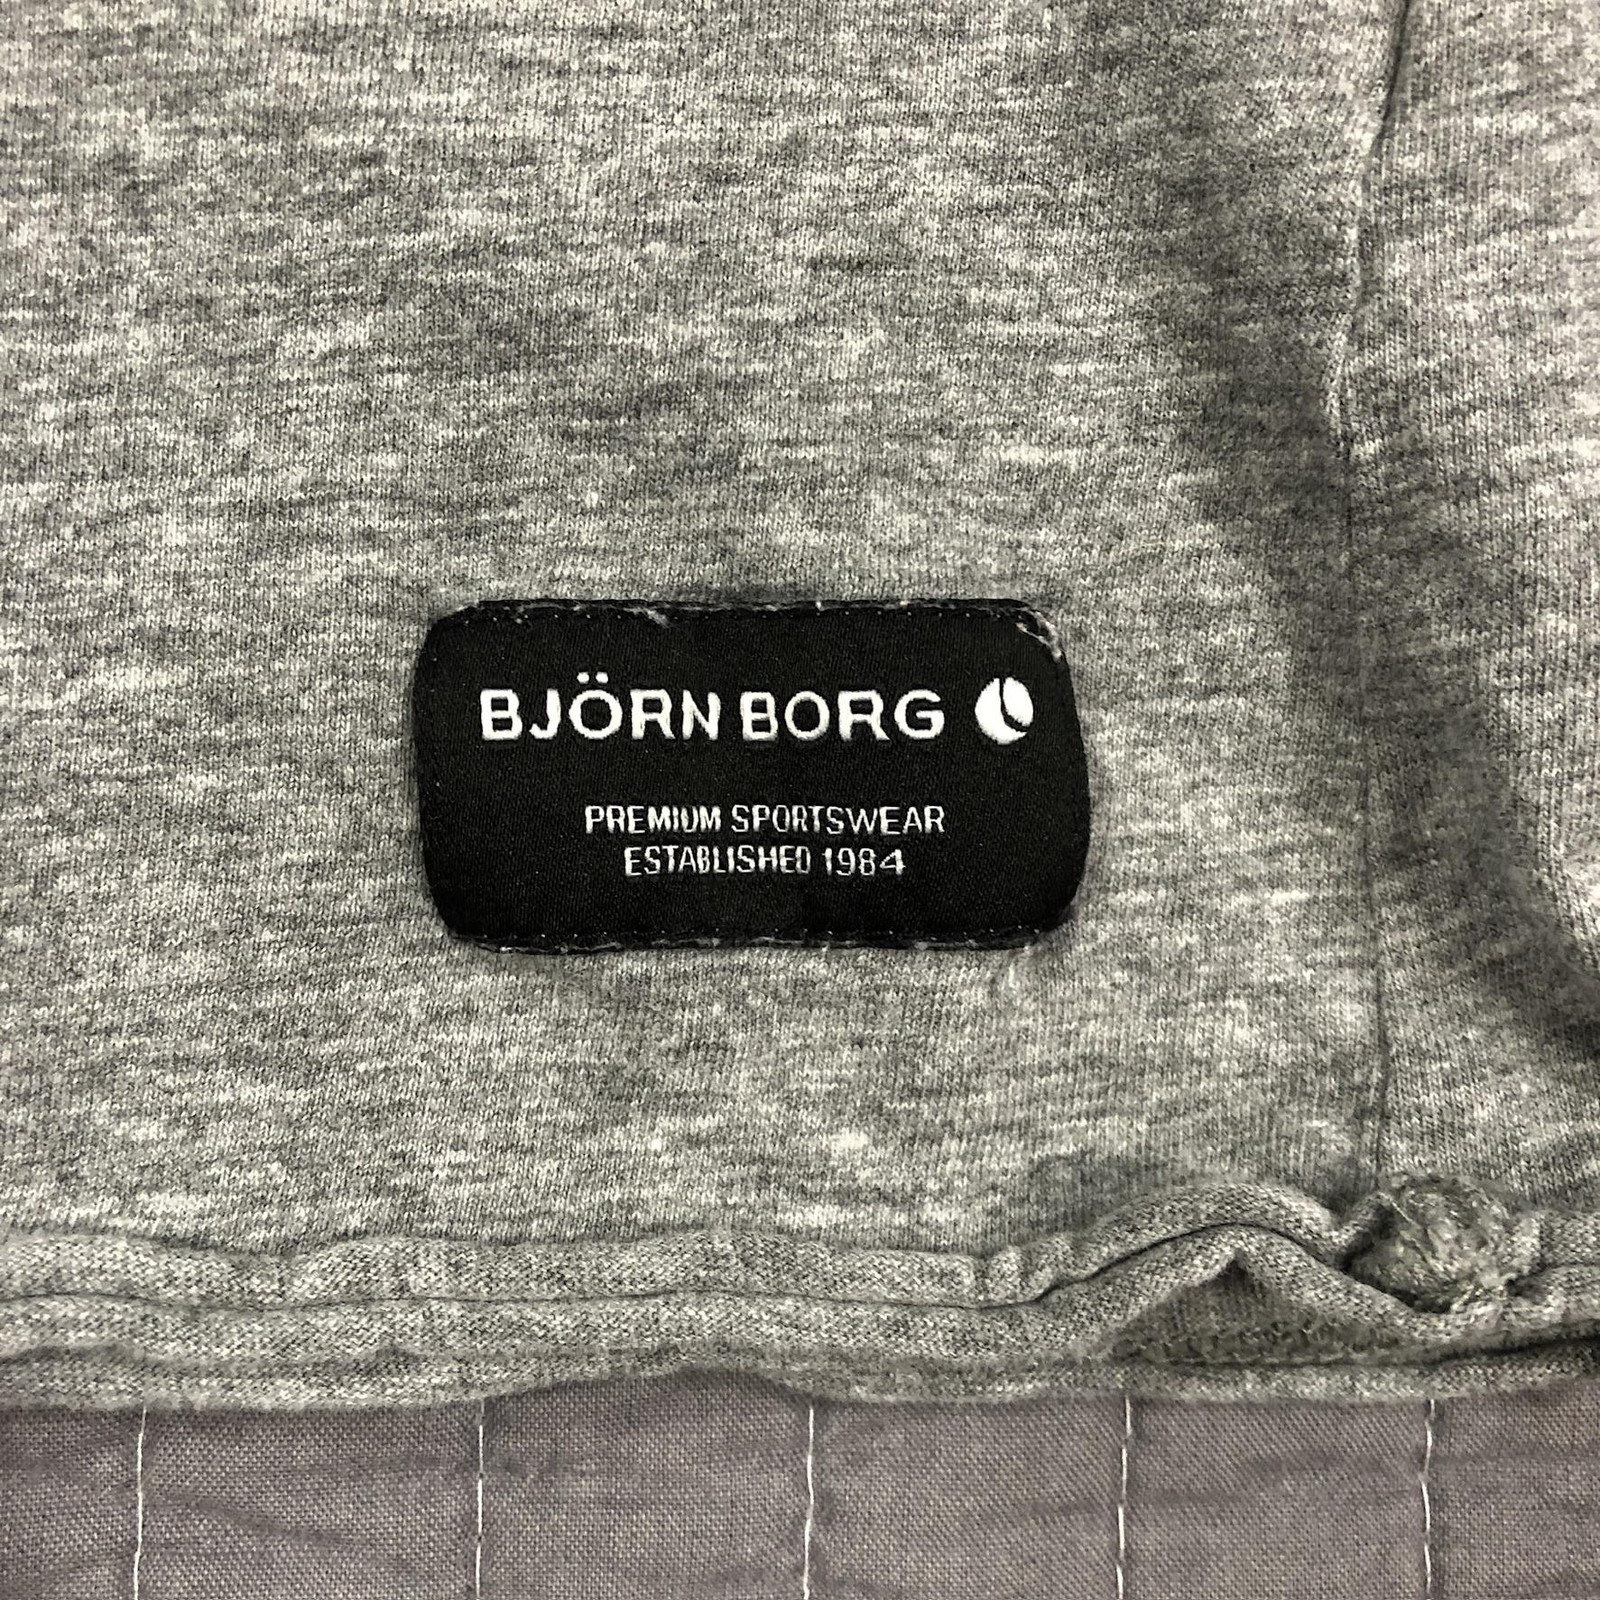 BJÖRN BORG
PREMIUM SPORTSWEAR
ESTABLISHED 1984